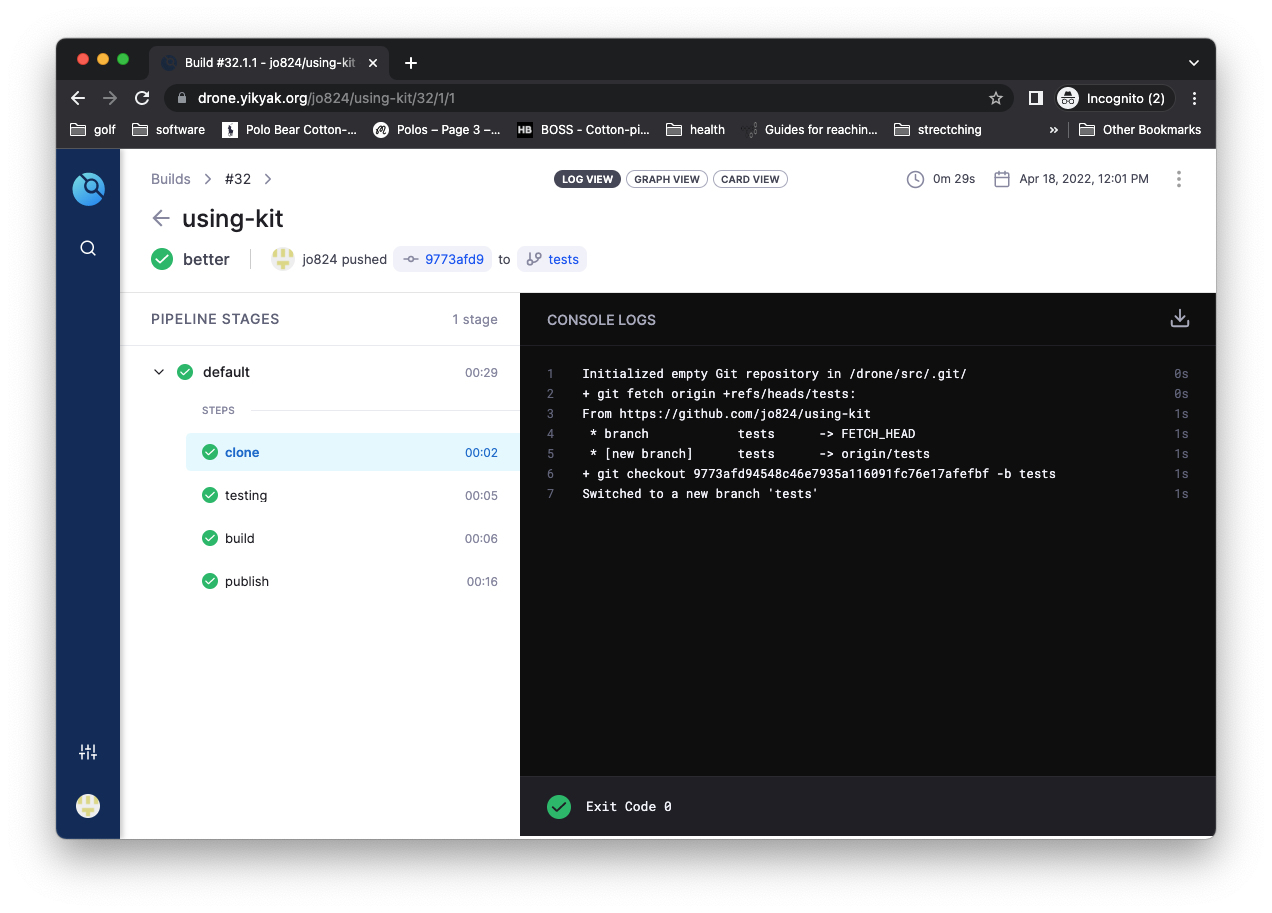 Build #32.1.1 - jo824/using-kit
drone.yikyak.org/jo824/using-kit/32/1/1
Incognito (2)
golf software Polo Bear Cotton-... Polos – Page 3 –... HB BOSS - Cotton-pi... health Guides for reachin... strectching » Other Bookmarks
Builds > #32 >
LOG VIEW GRAPH VIEW CARD VIEW
0m 29s Apr 18, 2022, 12:01 PM
using-kit
better jo824 pushed 9773afd9 to tests
PIPELINE STAGES 1 stage
default 00:29
STEPS
clone 00:02
testing 00:05
build 00:06
publish 00:16
CONSOLE LOGS
1 Initialized empty Git repository in /drone/src/.git/ 0s
2 + git fetch origin +refs/heads/tests: 0s
3 From https://github.com/jo824/using-kit 1s
4 * branch tests -> FETCH_HEAD 1s
5 * [new branch] tests -> origin/tests 1s
6 + git checkout 9773afd94548c46e7935a116091fc76e17afefbf -b tests 1s
7 Switched to a new branch 'tests' 1s
Exit Code 0